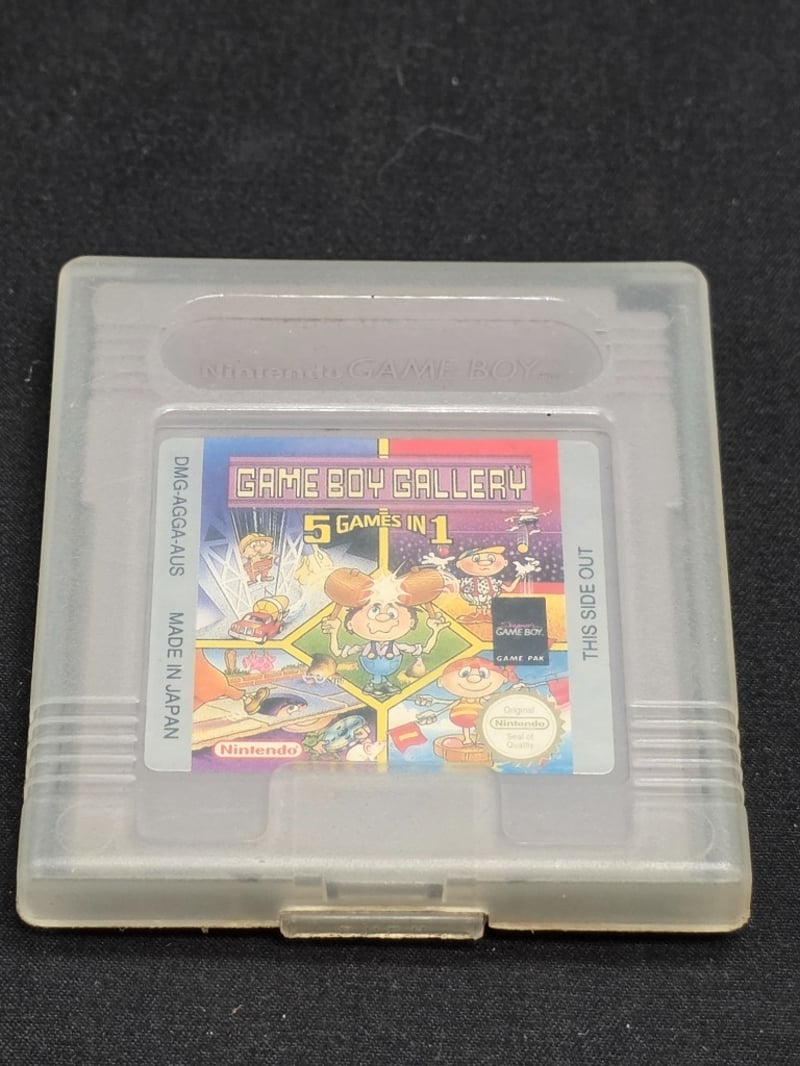 Nintendo GAME BOY
GAME BOY GALLERY
5 GAMES IN 1
DMG-AGGA-AUS MADE IN JAPAN
THIS SIDE OUT
GAME BOY
GAME PAK
Nintendo
Original
Nintendo
Seal of
Quality